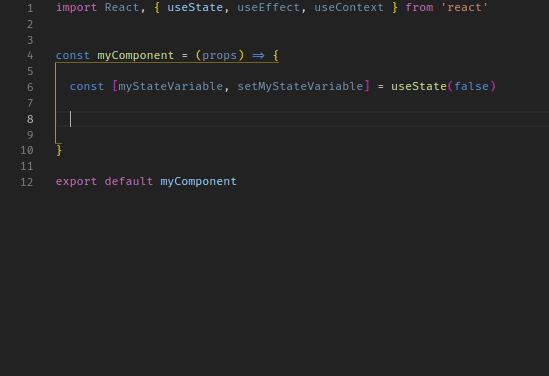 1 import React, { useState, useEffect, useContext } from 'react'
2
3
4 const myComponent = (props) => {
5
6 const [myStateVariable, setMyStateVariable] = useState(false)
7
8
9
10 }
11
12 export default myComponent